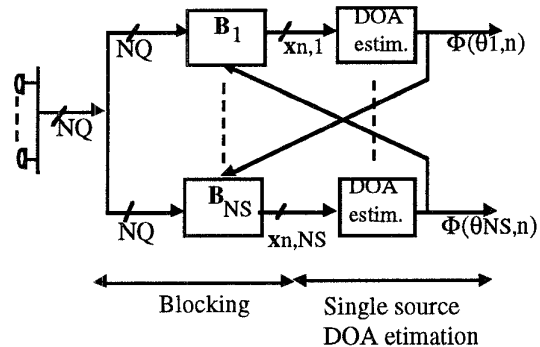 NQ
NQ
B1
xn,1
DOA
estim.
Φ(θ1,n)
NQ
BNS
xn,NS
DOA
estim.
Φ(θNS,n)
Blocking
Single source
DOA etimation